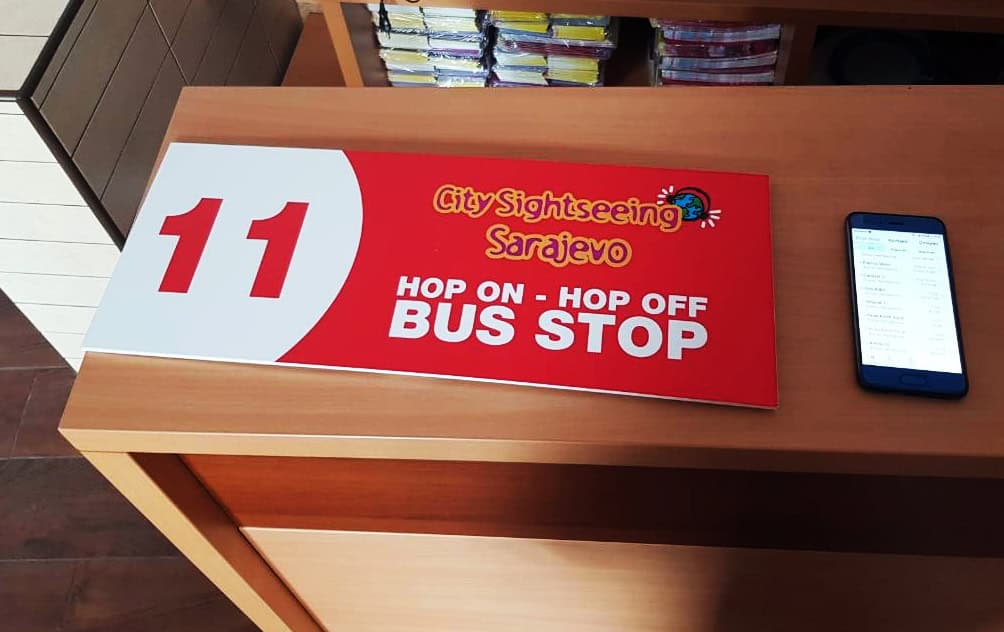 11
City Sightseeing
Sarajevo
HOP ON - HOP OFF
BUS STOP